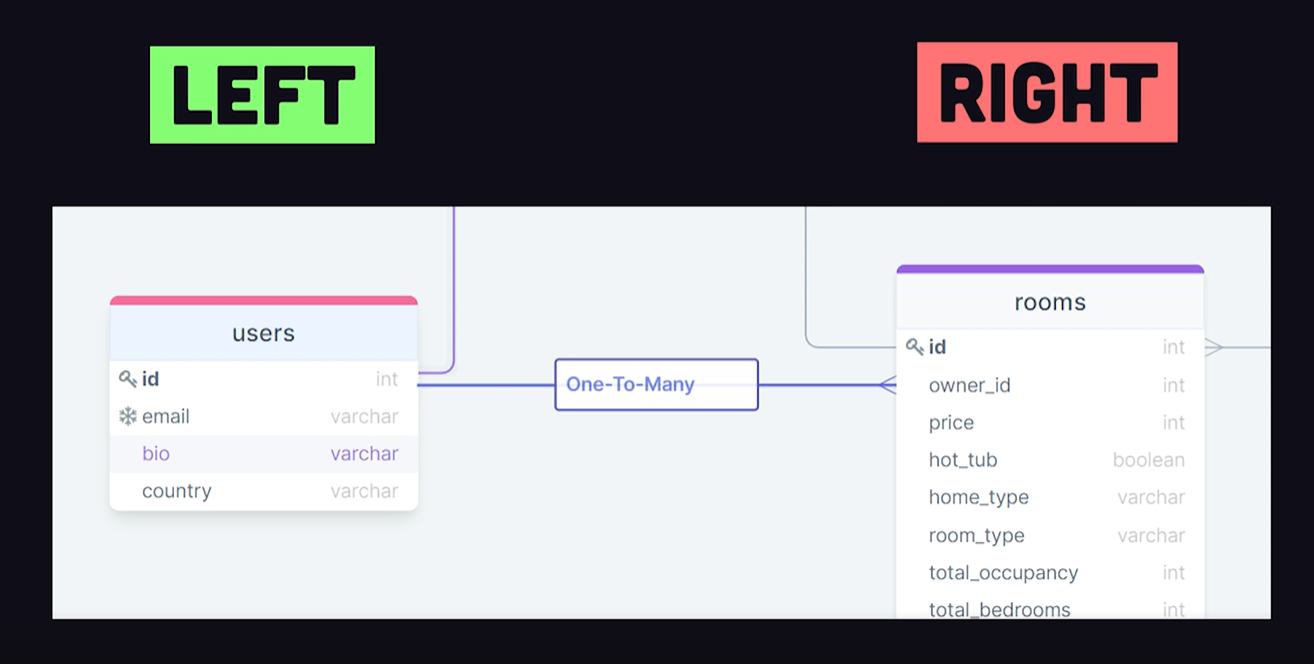 LEFT
RIGHT
users
id int
email varchar
bio varchar
country varchar
One-To-Many
rooms
id int
owner_id int
price int
hot_tub boolean
home_type varchar
room_type varchar
total_occupancy int
total_bedrooms int